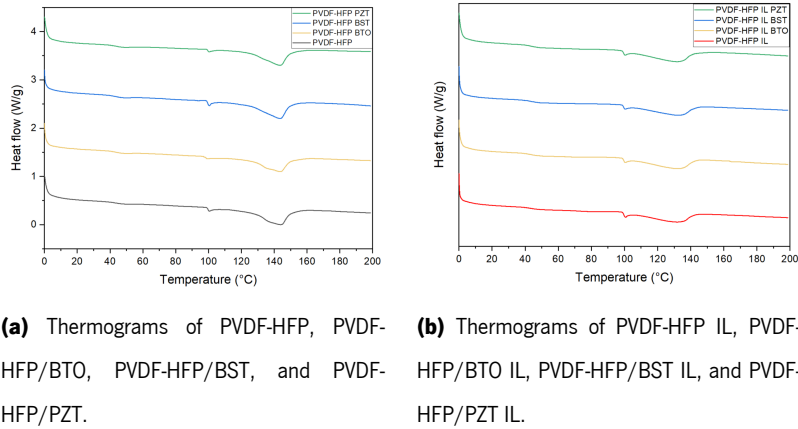 PVDF-HFP PZT
PVDF-HFP BST
PVDF-HFP BTO
PVDF-HFP
4
3
2
1
0
Heat flow (W/g)
0 20 40 60 80 100 120 140 160 180 200
Temperature (°C)
PVDF-HFP IL PZT
PVDF-HFP IL BST
PVDF-HFP IL BTO
PVDF-HFP IL
Heat flow (W/g)
0 20 40 60 80 100 120 140 160 180 200
Temperature (°C)
(a) Thermograms of PVDF-HFP, PVDF-
HFP/BTO, PVDF-HFP/BST, and PVDF-
HFP/PZT.
(b) Thermograms of PVDF-HFP IL, PVDF-
HFP/BTO IL, PVDF-HFP/BST IL, and PVDF-
HFP/PZT IL.